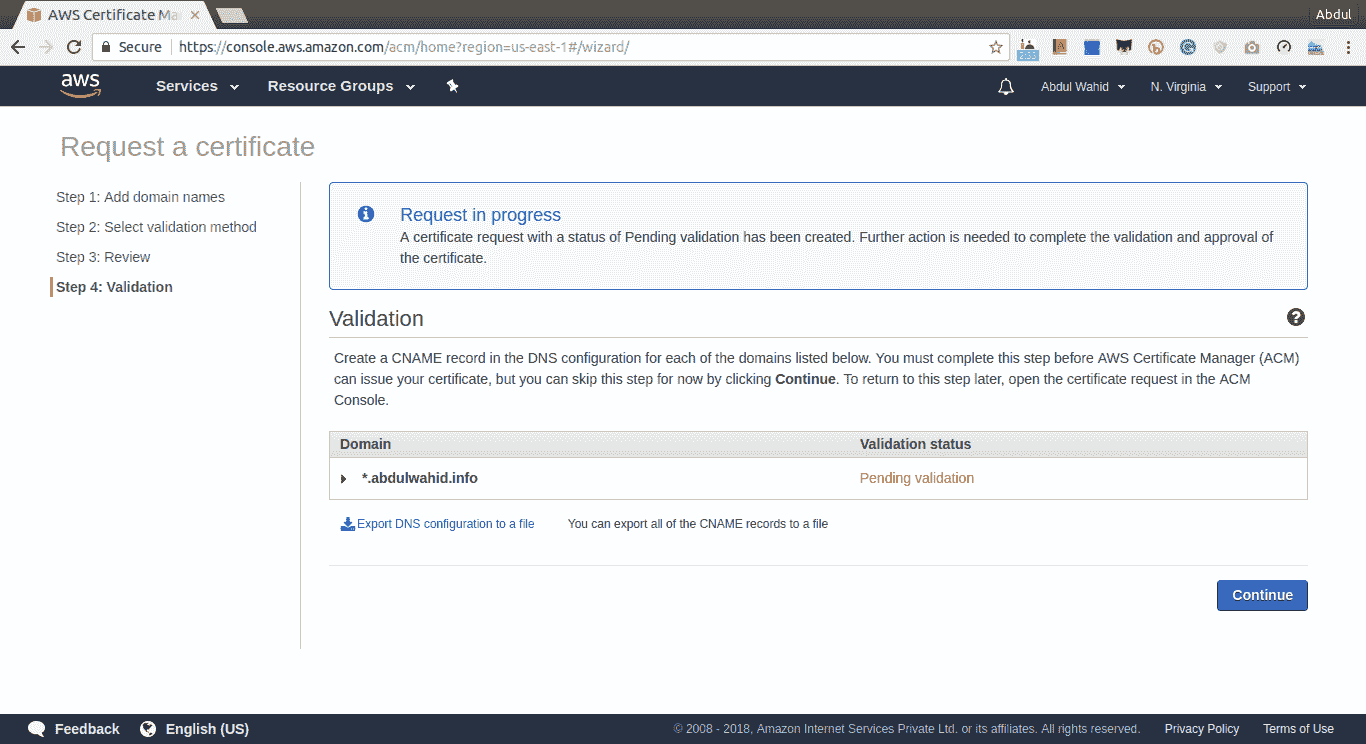 AWS Certificate Ma
Abdul
Secure https://console.aws.amazon.com/acm/home?region=us-east-1#/wizard/
aws Services Resource Groups Abdul Wahid N. Virginia Support
Request a certificate
Step 1: Add domain names
Step 2: Select validation method
Step 3: Review
Step 4: Validation
Request in progress
A certificate request with a status of Pending validation has been created. Further action is needed to complete the validation and approval of
the certificate.
Validation
Create a CNAME record in the DNS configuration for each of the domains listed below. You must complete this step before AWS Certificate Manager (ACM)
can issue your certificate, but you can skip this step for now by clicking Continue. To return to this step later, open the certificate request in the ACM
Console.
Domain Validation status
*.abdulwahid.info Pending validation
Export DNS configuration to a file You can export all of the CNAME records to a file
Continue
Feedback English (US) © 2008 - 2018, Amazon Internet Services Private Ltd. or its affiliates. All rights reserved. Privacy Policy Terms of Use